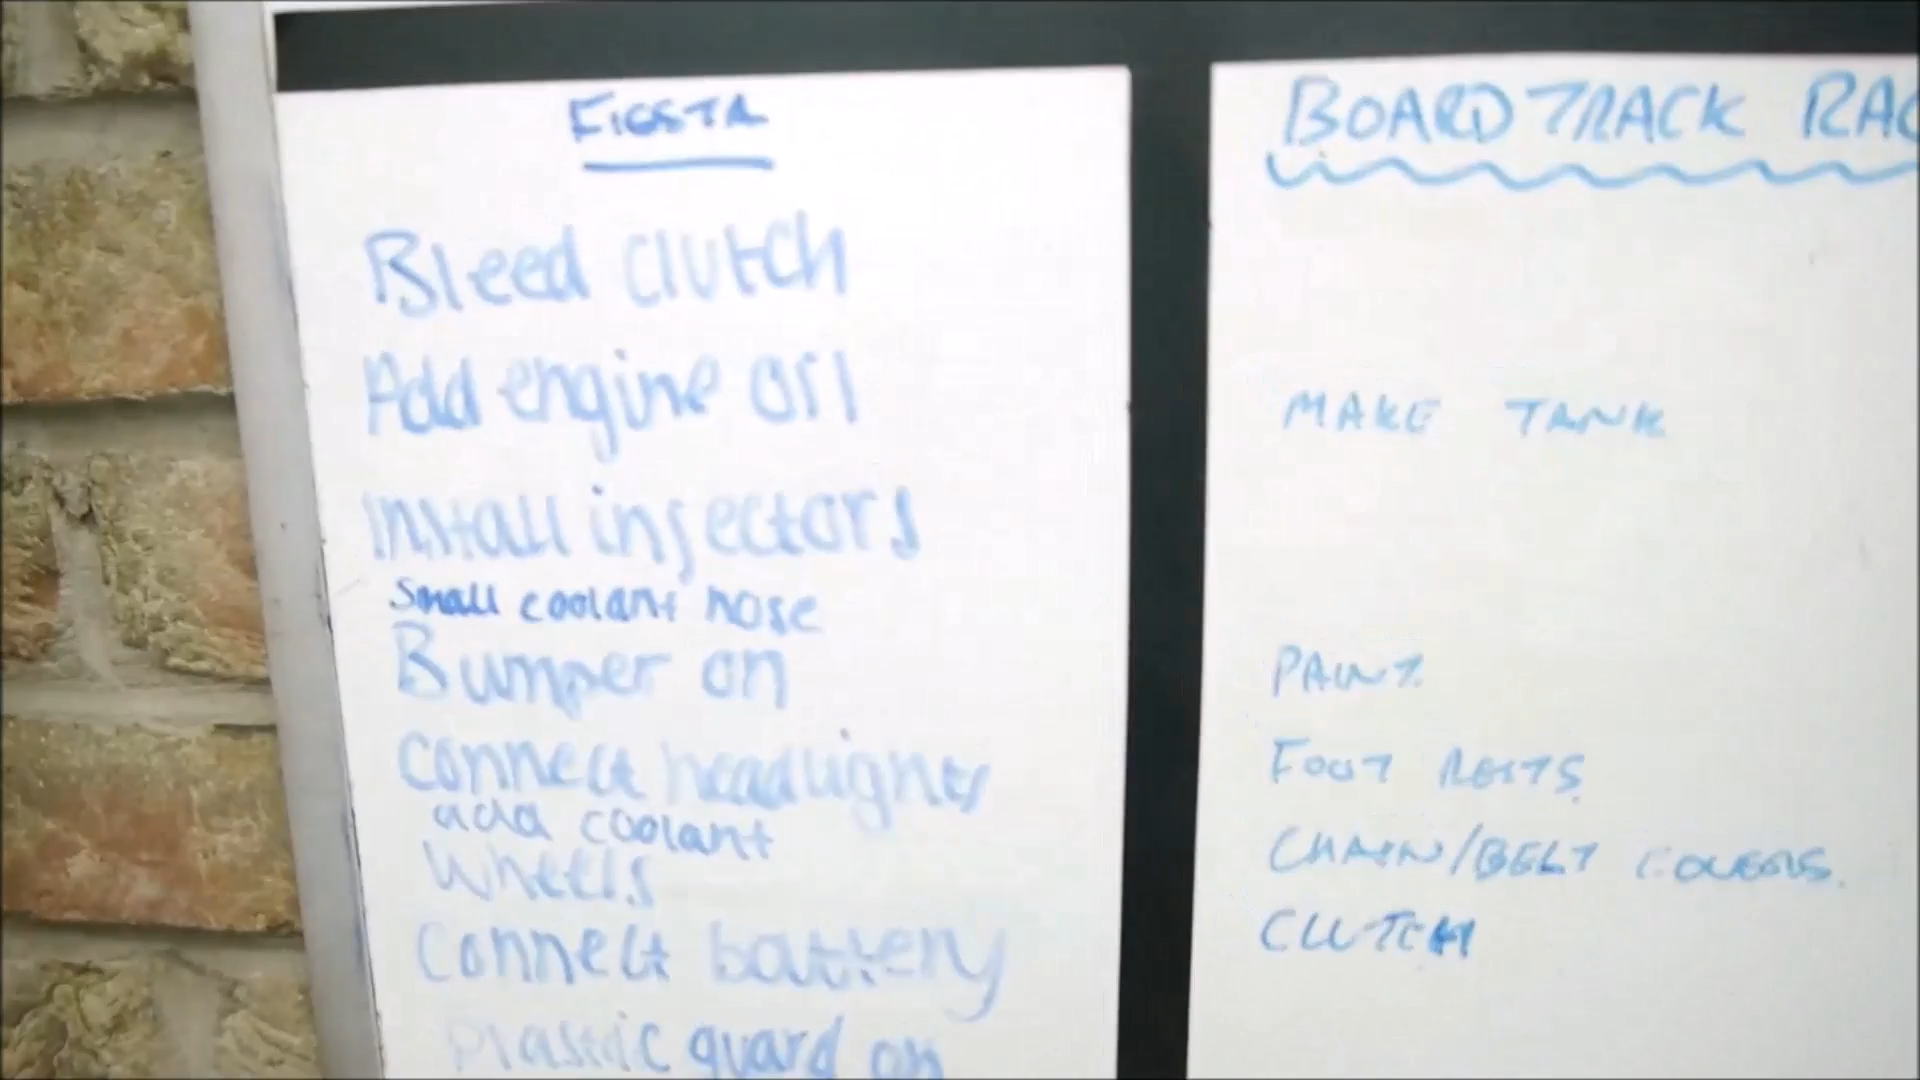 FIESTA
Bleed clutch
Add engine oil
install injectors
Small coolant hose
Bumper on
connect headlights
add coolant
wheels
Connect battery
Plastic guard on
BOARDTRACK RAC
MAKE TANK
PAINT
FOOT RESTS
CHAIN/BELT COVERS
CLUTCH